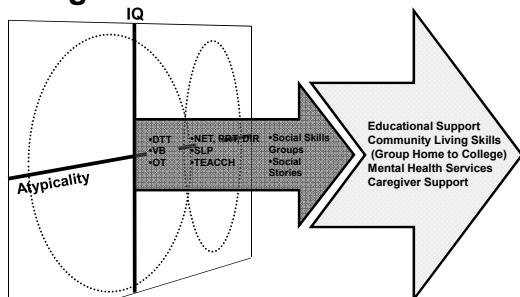 IQ
Atypicality
•DTT
•VB
•OT
•NET, PRT, DIR
•SLP
•TEACCH
•Social Skills
Groups
•Social
Stories
Educational Support
Community Living Skills
(Group Home to College)
Mental Health Services
Caregiver Support